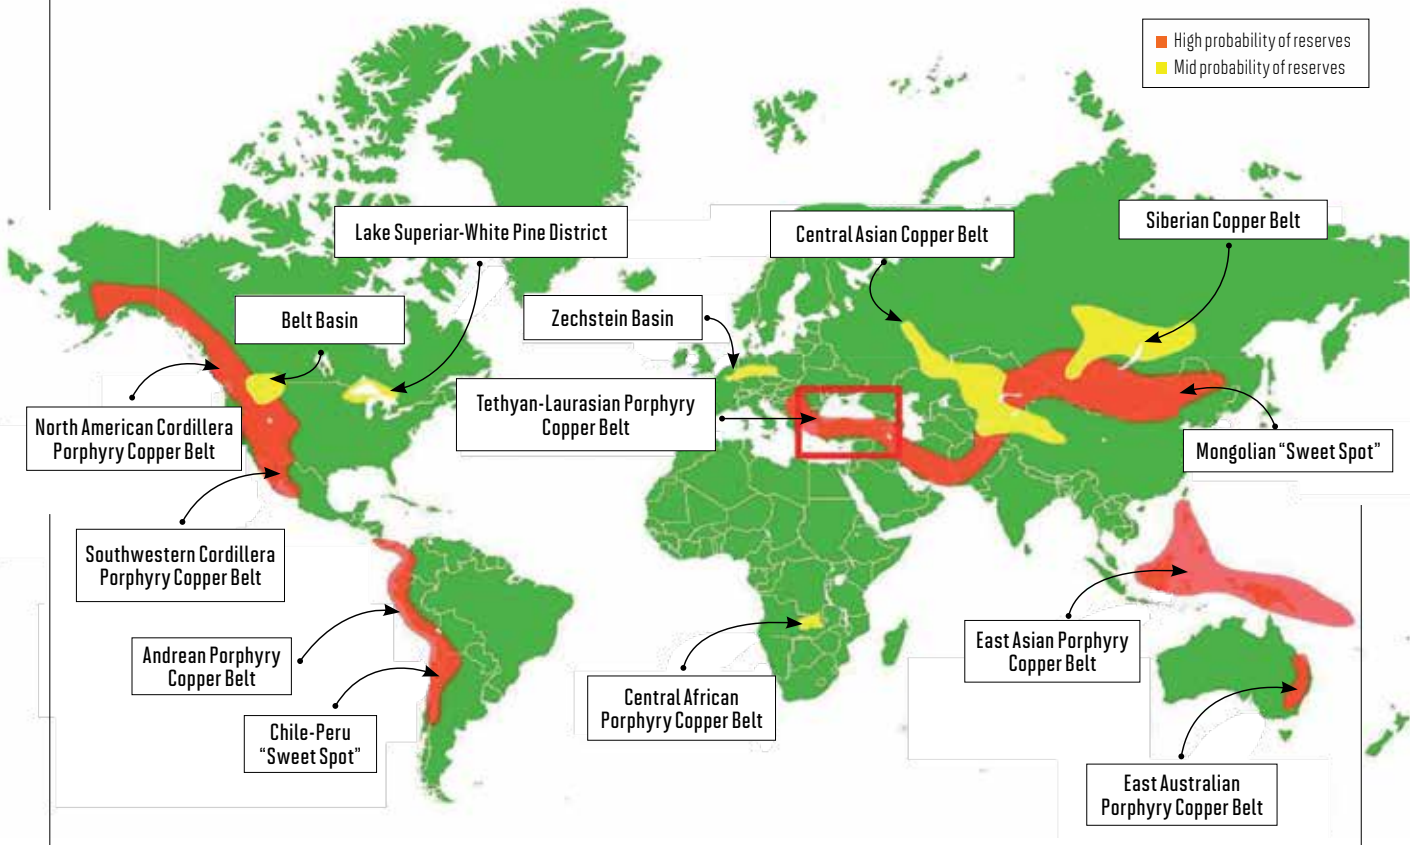 High probability of reserves
Mid probability of reserves
Lake Superiar-White Pine District
Central Asian Copper Belt
Siberian Copper Belt
Belt Basin
Zechstein Basin
Tethyan-Laurasian Porphyry
Copper Belt
North American Cordillera
Porphyry Copper Belt
Mongolian “Sweet Spot”
Southwestern Cordillera
Porphyry Copper Belt
Andrean Porphyry
Copper Belt
East Asian Porphyry
Copper Belt
Central African
Porphyry Copper Belt
Chile-Peru
“Sweet Spot”
East Australian
Porphyry Copper Belt